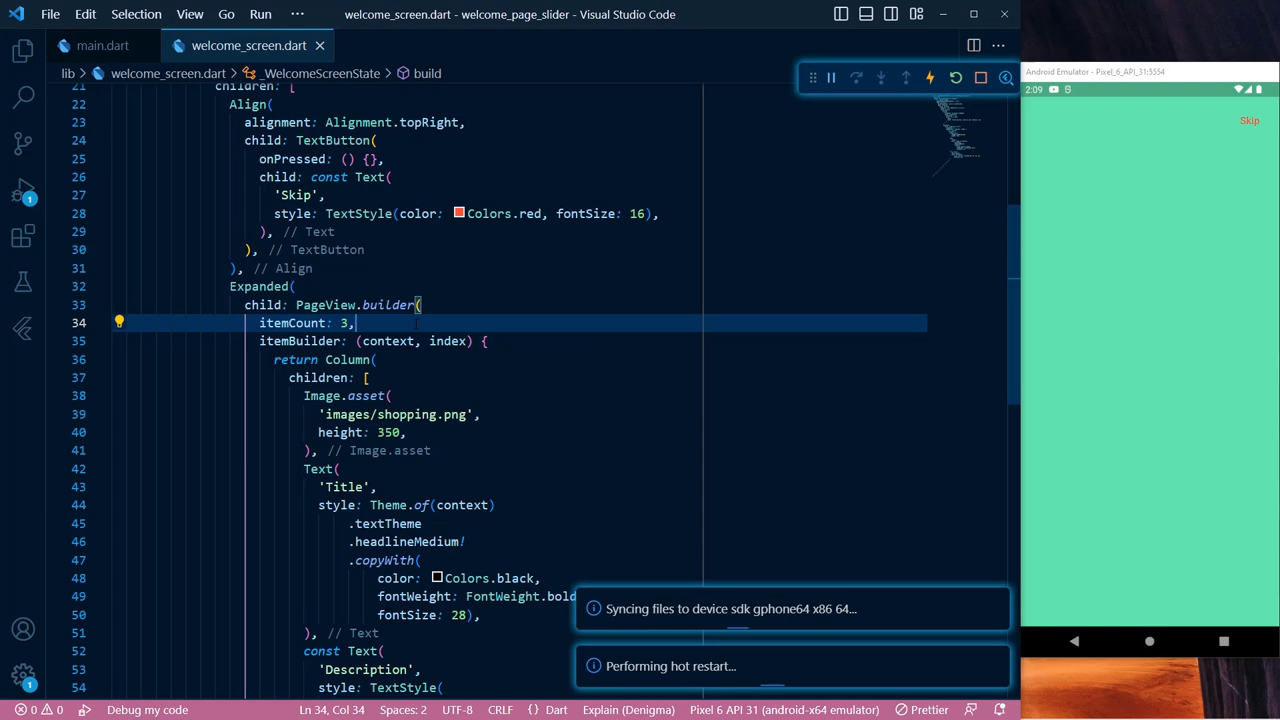 File Edit Selection View Go Run ··· welcome_screen.dart - welcome_page_slider - Visual Studio Code
main.dart welcome_screen.dart
lib > welcome_screen.dart > _WelcomeScreenState > build
21 children: [
22 Align(
23 alignment: Alignment.topRight,
24 child: TextButton(
25 onPressed: () {},
26 child: const Text(
27 'Skip',
28 style: TextStyle(color: Colors.red, fontSize: 16),
29 ), // Text
30 ), // TextButton
31 ), // Align
32 Expanded(
33 child: PageView.builder(
34 itemCount: 3,
35 itemBuilder: (context, index) {
36 return Column(
37 children: [
38 Image.asset(
39 'images/shopping.png',
40 height: 350,
41 ), // Image.asset
42 Text(
43 'Title',
44 style: Theme.of(context)
45 .textTheme
46 .headlineMedium!
47 .copyWith(
48 color: Colors.black,
49 fontWeight: FontWeight.bold
50 fontSize: 28),
51 ), // Text
52 const Text(
53 'Description',
54 style: TextStyle(
Syncing files to device sdk gphone64 x86 64...
Performing hot restart...
1
1
0 0 Debug my code Ln 34, Col 34 Spaces: 2 UTF-8 CRLF {} Dart Explain (Denigma) Pixel 6 API 31 (android-x64 emulator) Prettier
Android Emulator - Pixel_6_API_31:5554
2:09
Skip